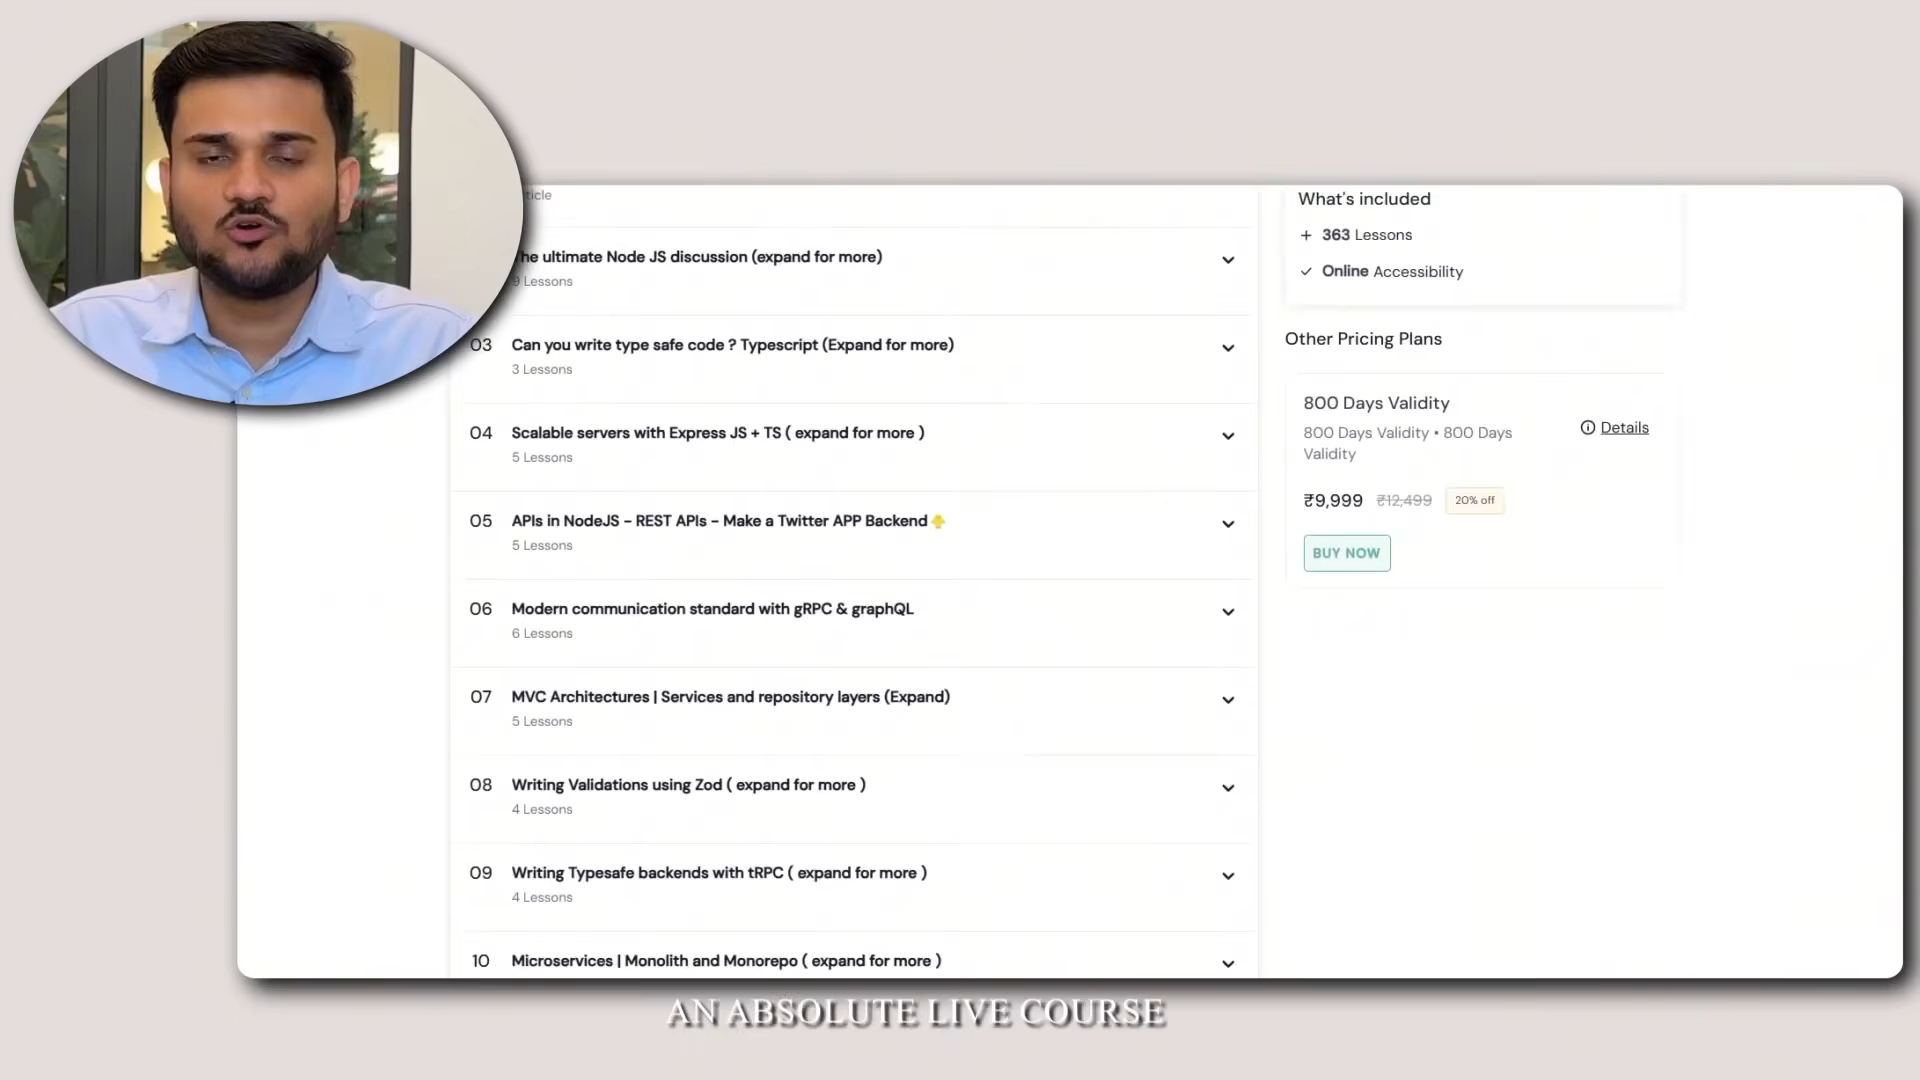 ticle
he ultimate Node JS discussion (expand for more)
9 Lessons
03 Can you write type safe code ? Typescript (Expand for more)
3 Lessons
04 Scalable servers with Express JS + TS ( expand for more )
5 Lessons
05 APIs in NodeJS - REST APIs - Make a Twitter APP Backend
5 Lessons
06 Modern communication standard with gRPC & graphQL
6 Lessons
07 MVC Architectures | Services and repository layers (Expand)
5 Lessons
08 Writing Validations using Zod ( expand for more )
4 Lessons
09 Writing Typesafe backends with tRPC ( expand for more )
4 Lessons
10 Microservices | Monolith and Monorepo ( expand for more )
What's included
+ 363 Lessons
✓ Online Accessibility
Other Pricing Plans
800 Days Validity
800 Days Validity • 800 Days
Validity
Details
₹9,999 ₹12,499 20% off
BUY NOW
AN ABSOLUTE LIVE COURSE